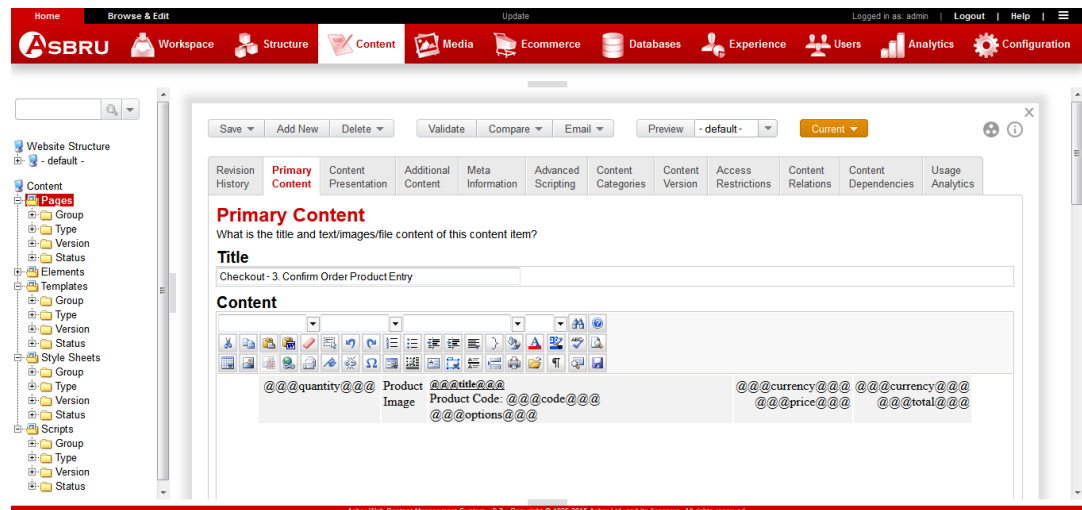 Home Browse & Edit Update Logged in as: admin | Logout | Help |
ASBRU Workspace Structure Content Media Ecommerce Databases Experience Users Analytics Configuration
Save Add New Delete Validate Compare Email Preview - default - Current
X
Website Structure
- default -
Content
Pages
Group
Type
Version
Status
Elements
Templates
Group
Type
Version
Status
Style Sheets
Group
Type
Version
Status
Scripts
Group
Type
Version
Status
Revision History
Primary Content
Content Presentation
Additional Content
Meta Information
Advanced Scripting
Content Categories
Content Version
Access Restrictions
Content Relations
Content Dependencies
Usage Analytics
Primary Content
What is the title and text/images/file content of this content item?
Title
Checkout - 3. Confirm Order Product Entry
Content
@@@quantity@@@ Product @@@title@@@ @@@currency@@@ @@@currency@@@
Image Product Code: @@@code@@@ @@@price@@@ @@@total@@@
@@@options@@@